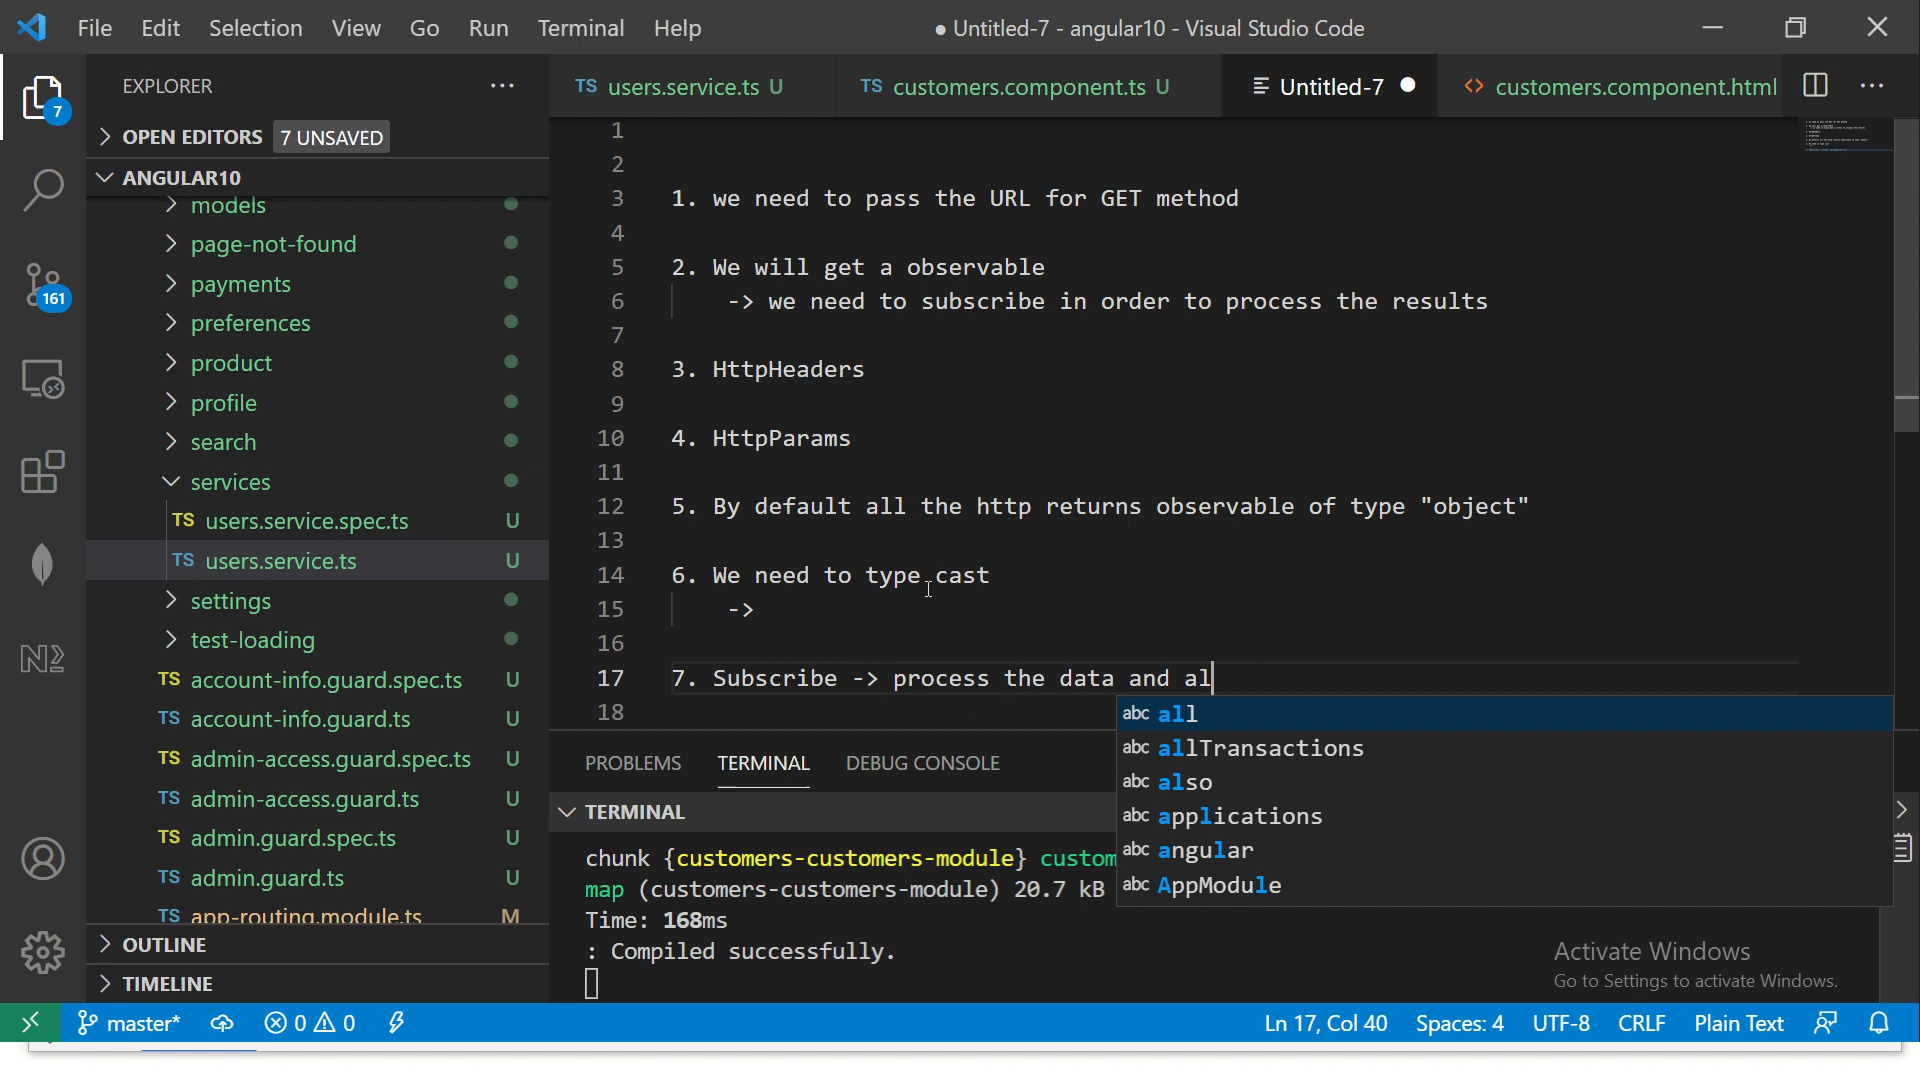 File Edit Selection View Go Run Terminal Help
● Untitled-7 - angular10 - Visual Studio Code
EXPLORER
TS users.service.ts U
TS customers.component.ts U
Untitled-7 ●
<> customers.component.html
7
OPEN EDITORS 7 UNSAVED
ANGULAR10
models
page-not-found
payments
preferences
product
profile
search
services
TS users.service.spec.ts U
TS users.service.ts U
settings
test-loading
TS account-info.guard.spec.ts U
TS account-info.guard.ts U
TS admin-access.guard.spec.ts U
TS admin-access.guard.ts U
TS admin.guard.spec.ts U
TS admin.guard.ts U
TS app-routing.module.ts M
OUTLINE
TIMELINE
161
1
2
3 1. we need to pass the URL for GET method
4
5 2. We will get a observable
6 -> we need to subscribe in order to process the results
7
8 3. HttpHeaders
9
10 4. HttpParams
11
12 5. By default all the http returns observable of type "object"
13
14 6. We need to type cast
15 ->
16
17 7. Subscribe -> process the data and al
18
abc all
abc allTransactions
abc also
abc applications
abc angular
abc AppModule
PROBLEMS TERMINAL DEBUG CONSOLE
TERMINAL
chunk {customers-customers-module} custom
map (customers-customers-module) 20.7 kB
Time: 168ms
: Compiled successfully.
Activate Windows
Go to Settings to activate Windows.
master* 0 0 Ln 17, Col 40 Spaces: 4 UTF-8 CRLF Plain Text